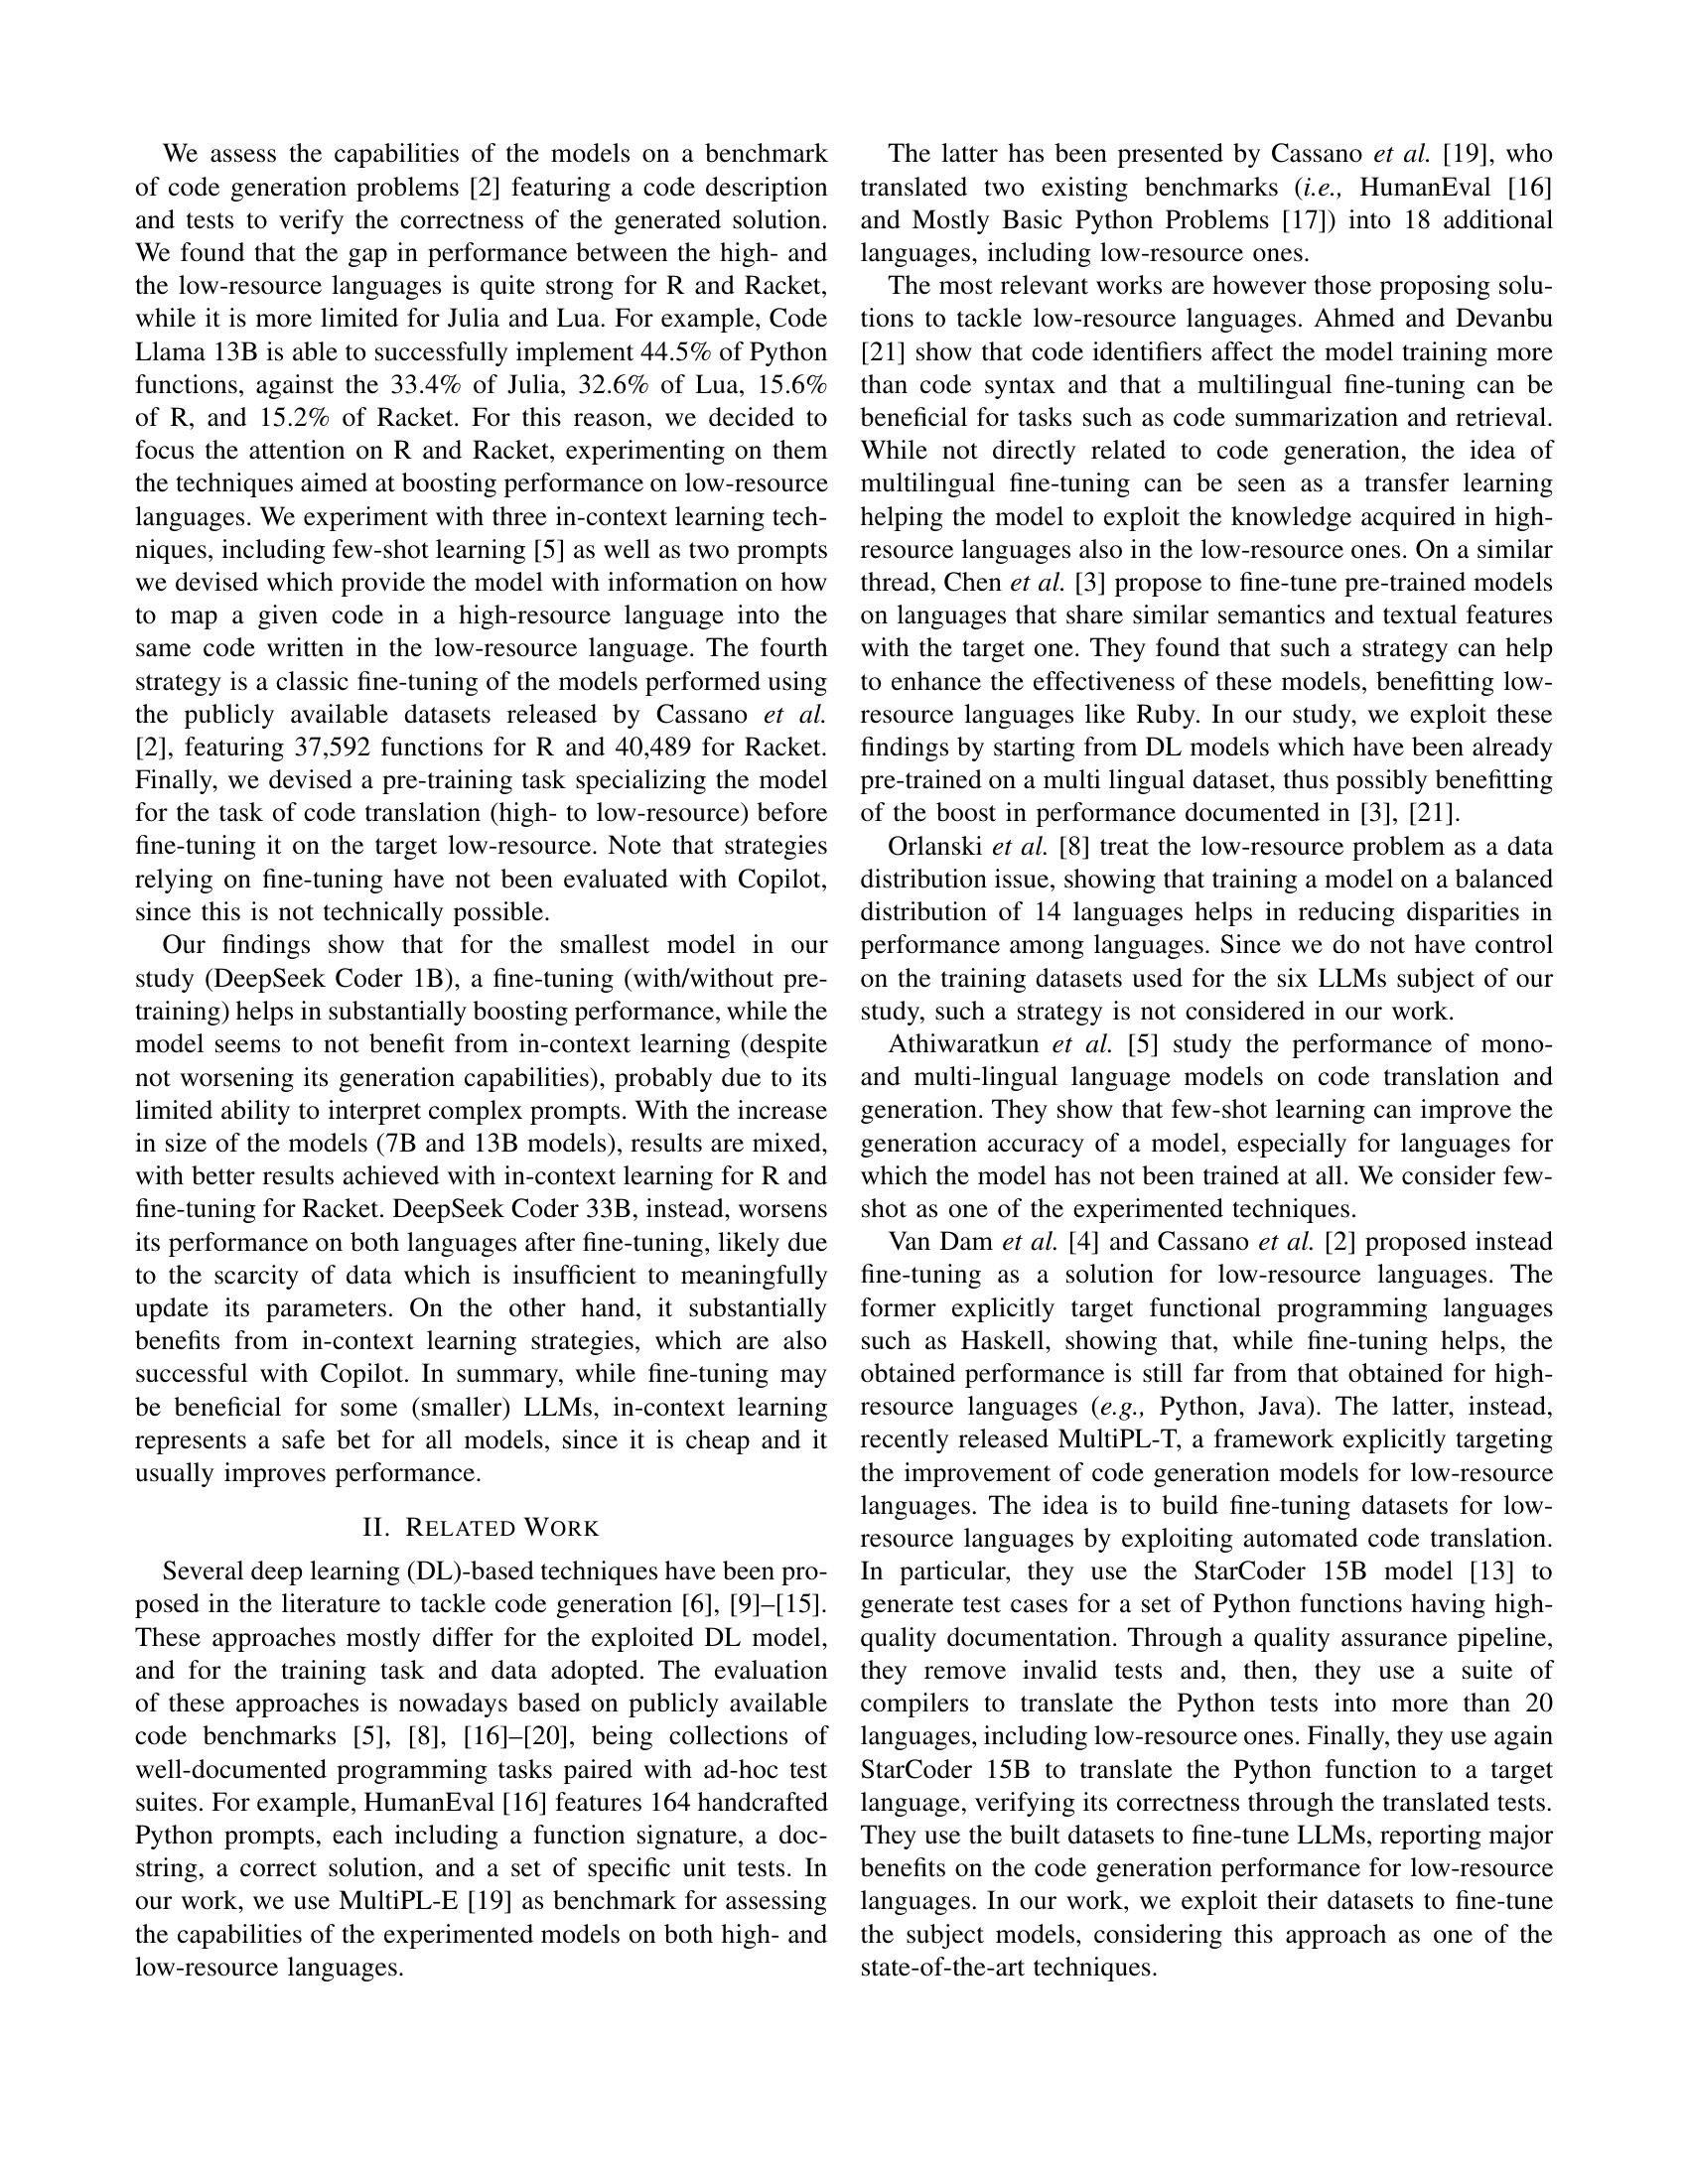 We assess the capabilities of the models on a benchmark
of code generation problems [2] featuring a code description
and tests to verify the correctness of the generated solution.
We found that the gap in performance between the high- and
the low-resource languages is quite strong for R and Racket,
while it is more limited for Julia and Lua. For example, Code
Llama 13B is able to successfully implement 44.5% of Python
functions, against the 33.4% of Julia, 32.6% of Lua, 15.6%
of R, and 15.2% of Racket. For this reason, we decided to
focus the attention on R and Racket, experimenting on them
the techniques aimed at boosting performance on low-resource
languages. We experiment with three in-context learning tech-
niques, including few-shot learning [5] as well as two prompts
we devised which provide the model with information on how
to map a given code in a high-resource language into the
same code written in the low-resource language. The fourth
strategy is a classic fine-tuning of the models performed using
the publicly available datasets released by Cassano et al.
[2], featuring 37,592 functions for R and 40,489 for Racket.
Finally, we devised a pre-training task specializing the model
for the task of code translation (high- to low-resource) before
fine-tuning it on the target low-resource. Note that strategies
relying on fine-tuning have not been evaluated with Copilot,
since this is not technically possible.
Our findings show that for the smallest model in our
study (DeepSeek Coder 1B), a fine-tuning (with/without pre-
training) helps in substantially boosting performance, while the
model seems to not benefit from in-context learning (despite
not worsening its generation capabilities), probably due to its
limited ability to interpret complex prompts. With the increase
in size of the models (7B and 13B models), results are mixed,
with better results achieved with in-context learning for R and
fine-tuning for Racket. DeepSeek Coder 33B, instead, worsens
its performance on both languages after fine-tuning, likely due
to the scarcity of data which is insufficient to meaningfully
update its parameters. On the other hand, it substantially
benefits from in-context learning strategies, which are also
successful with Copilot. In summary, while fine-tuning may
be beneficial for some (smaller) LLMs, in-context learning
represents a safe bet for all models, since it is cheap and it
usually improves performance.
II. RELATED WORK
Several deep learning (DL)-based techniques have been pro-
posed in the literature to tackle code generation [6], [9]–[15].
These approaches mostly differ for the exploited DL model,
and for the training task and data adopted. The evaluation
of these approaches is nowadays based on publicly available
code benchmarks [5], [8], [16]–[20], being collections of
well-documented programming tasks paired with ad-hoc test
suites. For example, HumanEval [16] features 164 handcrafted
Python prompts, each including a function signature, a doc-
string, a correct solution, and a set of specific unit tests. In
our work, we use MultiPL-E [19] as benchmark for assessing
the capabilities of the experimented models on both high- and
low-resource languages.
The latter has been presented by Cassano et al. [19], who
translated two existing benchmarks (i.e., HumanEval [16]
and Mostly Basic Python Problems [17]) into 18 additional
languages, including low-resource ones.
The most relevant works are however those proposing solu-
tions to tackle low-resource languages. Ahmed and Devanbu
[21] show that code identifiers affect the model training more
than code syntax and that a multilingual fine-tuning can be
beneficial for tasks such as code summarization and retrieval.
While not directly related to code generation, the idea of
multilingual fine-tuning can be seen as a transfer learning
helping the model to exploit the knowledge acquired in high-
resource languages also in the low-resource ones. On a similar
thread, Chen et al. [3] propose to fine-tune pre-trained models
on languages that share similar semantics and textual features
with the target one. They found that such a strategy can help
to enhance the effectiveness of these models, benefitting low-
resource languages like Ruby. In our study, we exploit these
findings by starting from DL models which have been already
pre-trained on a multi lingual dataset, thus possibly benefitting
of the boost in performance documented in [3], [21].
Orlanski et al. [8] treat the low-resource problem as a data
distribution issue, showing that training a model on a balanced
distribution of 14 languages helps in reducing disparities in
performance among languages. Since we do not have control
on the training datasets used for the six LLMs subject of our
study, such a strategy is not considered in our work.
Athiwaratkun et al. [5] study the performance of mono-
and multi-lingual language models on code translation and
generation. They show that few-shot learning can improve the
generation accuracy of a model, especially for languages for
which the model has not been trained at all. We consider few-
shot as one of the experimented techniques.
Van Dam et al. [4] and Cassano et al. [2] proposed instead
fine-tuning as a solution for low-resource languages. The
former explicitly target functional programming languages
such as Haskell, showing that, while fine-tuning helps, the
obtained performance is still far from that obtained for high-
resource languages (e.g., Python, Java). The latter, instead,
recently released MultiPL-T, a framework explicitly targeting
the improvement of code generation models for low-resource
languages. The idea is to build fine-tuning datasets for low-
resource languages by exploiting automated code translation.
In particular, they use the StarCoder 15B model [13] to
generate test cases for a set of Python functions having high-
quality documentation. Through a quality assurance pipeline,
they remove invalid tests and, then, they use a suite of
compilers to translate the Python tests into more than 20
languages, including low-resource ones. Finally, they use again
StarCoder 15B to translate the Python function to a target
language, verifying its correctness through the translated tests.
They use the built datasets to fine-tune LLMs, reporting major
benefits on the code generation performance for low-resource
languages. In our work, we exploit their datasets to fine-tune
the subject models, considering this approach as one of the
state-of-the-art techniques.